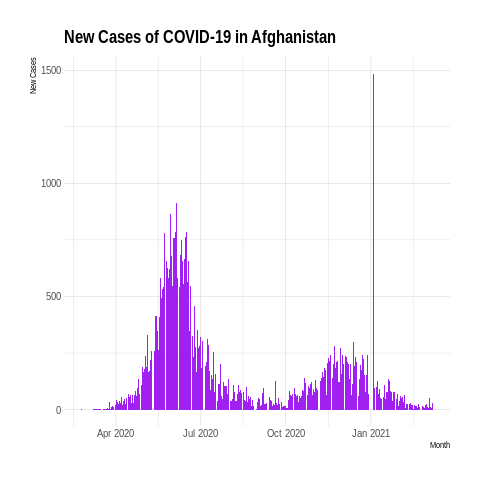 New Cases of COVID-19 in Afghanistan
New Cases
1500
1000
500
0
Apr 2020 Jul 2020 Oct 2020 Jan 2021
Month